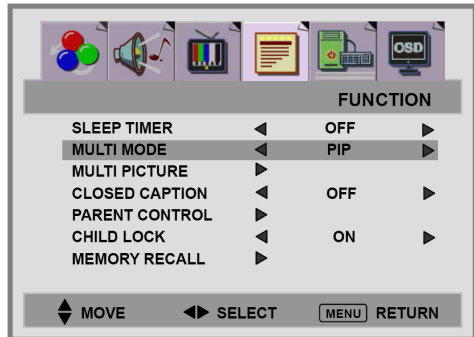 OSD
FUNCTION
SLEEP TIMER OFF
MULTI MODE PIP
MULTI PICTURE
CLOSED CAPTION OFF
PARENT CONTROL
CHILD LOCK ON
MEMORY RECALL
MOVE SELECT MENU RETURN